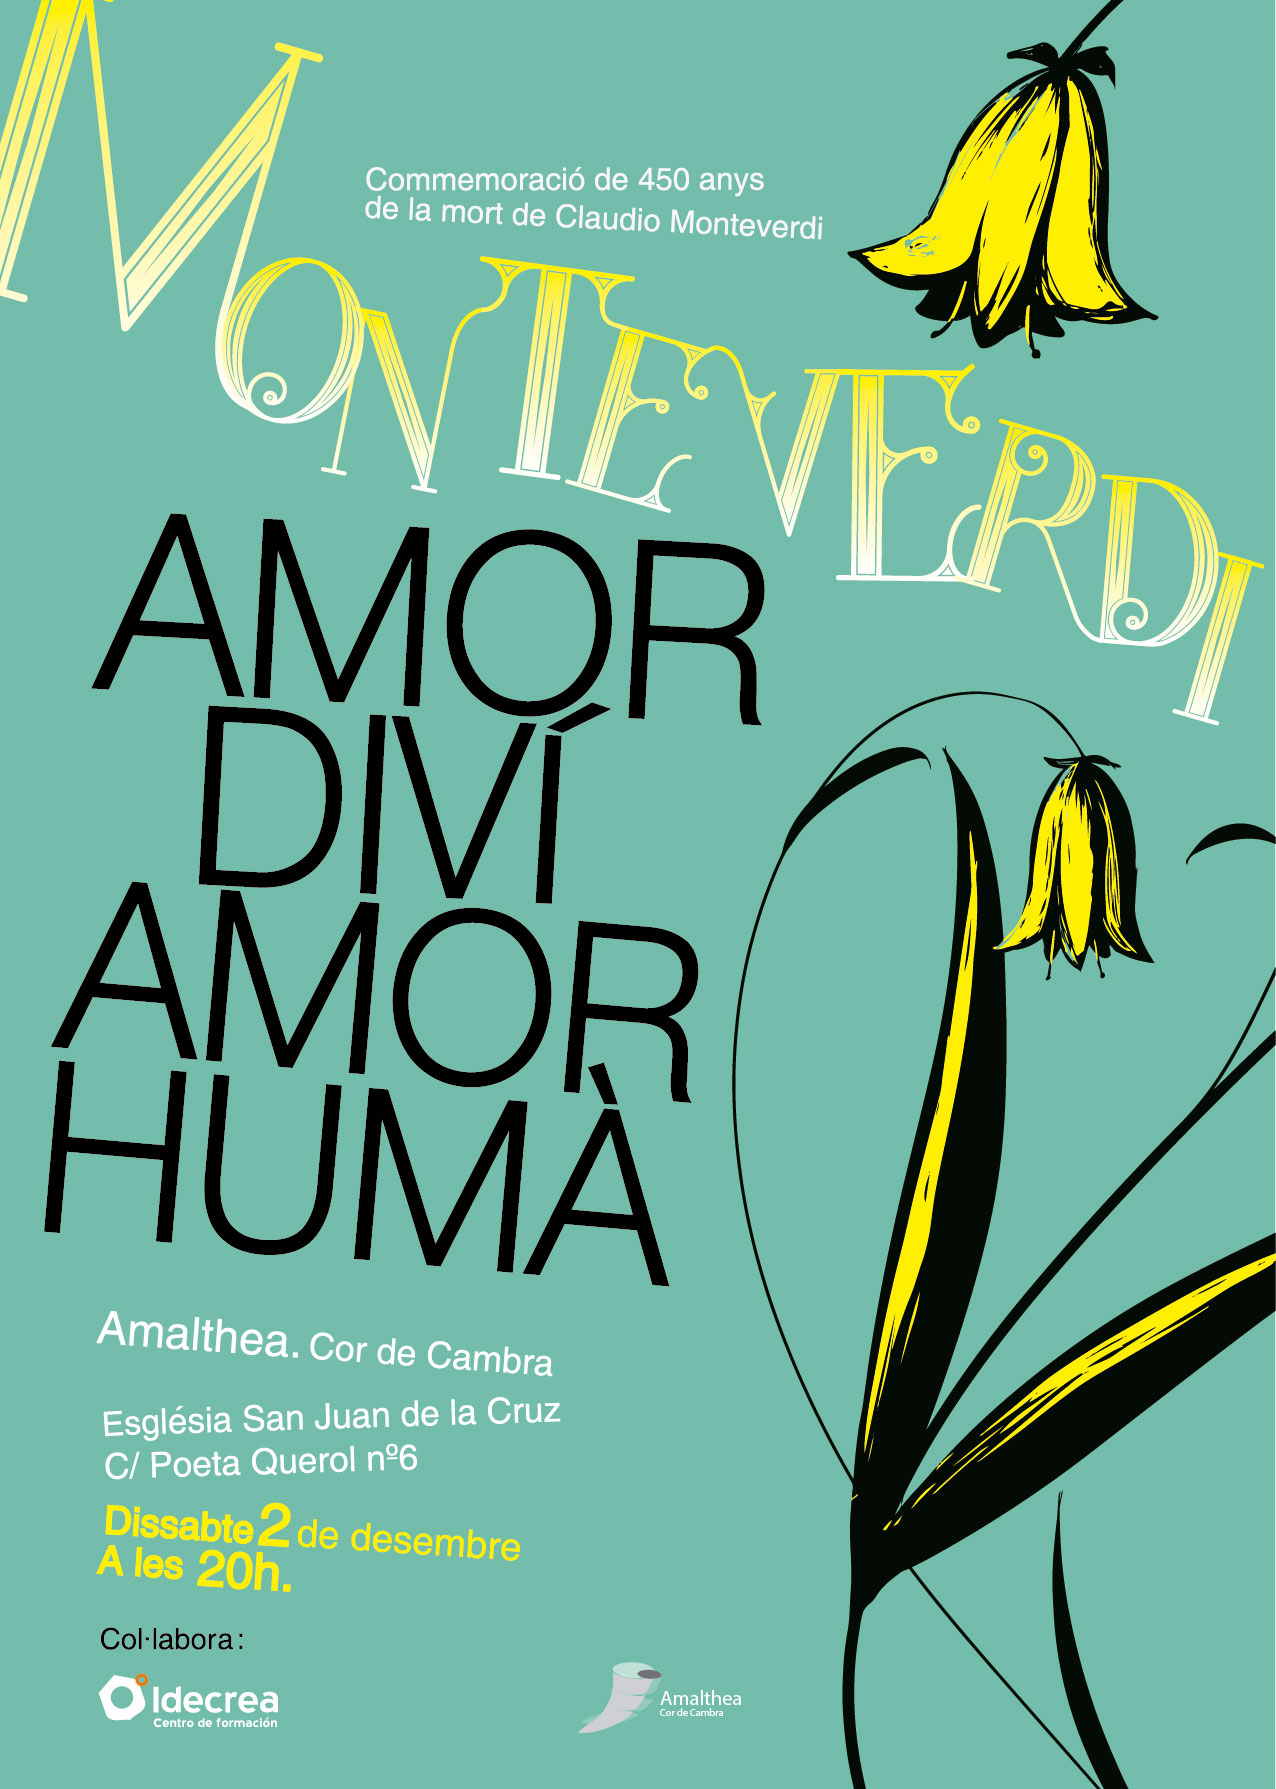 Commemoració de 450 anys
de la mort de Claudio Monteverdi
MONTEVERDI
AMOR
DIVÍ
AMOR
HUMÀ
Amalthea. Cor de Cambra
Església San Juan de la Cruz
C/ Poeta Querol nº6
Dissabte 2 de desembre
A les 20h.
Col·labora:
Idecrea
Centro de formación
Amalthea
Cor de Cambra